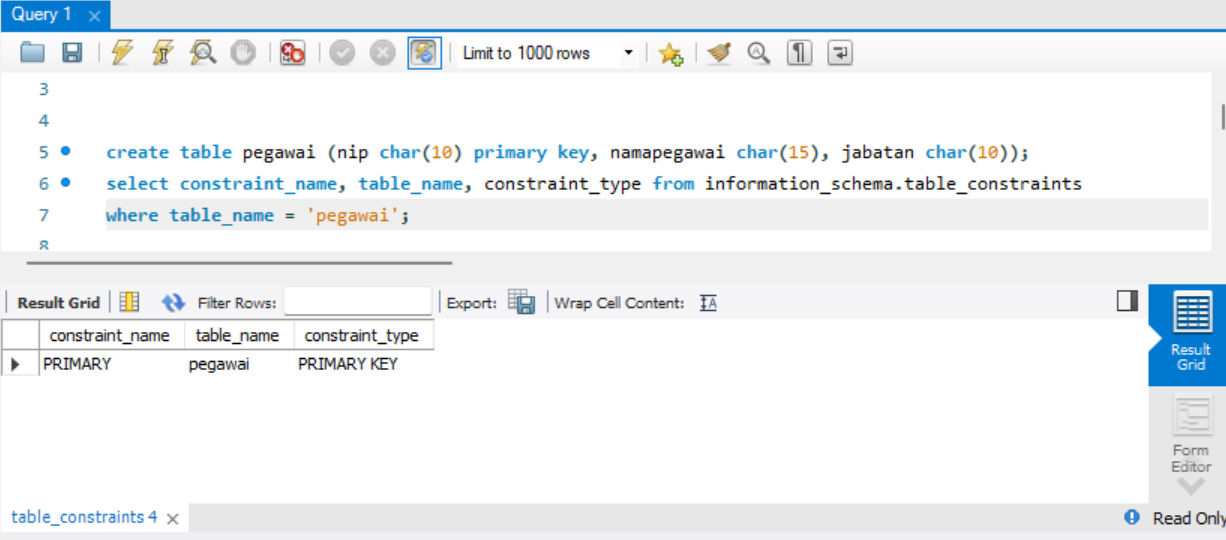 Query 1
Limit to 1000 rows
3
4
5 create table pegawai (nip char(10) primary key, namapegawai char(15), jabatan char(10));
6 select constraint_name, table_name, constraint_type from information_schema.table_constraints
7 where table_name = 'pegawai';
8
Result Grid Filter Rows: Export: Wrap Cell Content:
constraint_name table_name constraint_type
PRIMARY pegawai PRIMARY KEY
Result
Grid
Form
Editor
table_constraints 4 Read Only